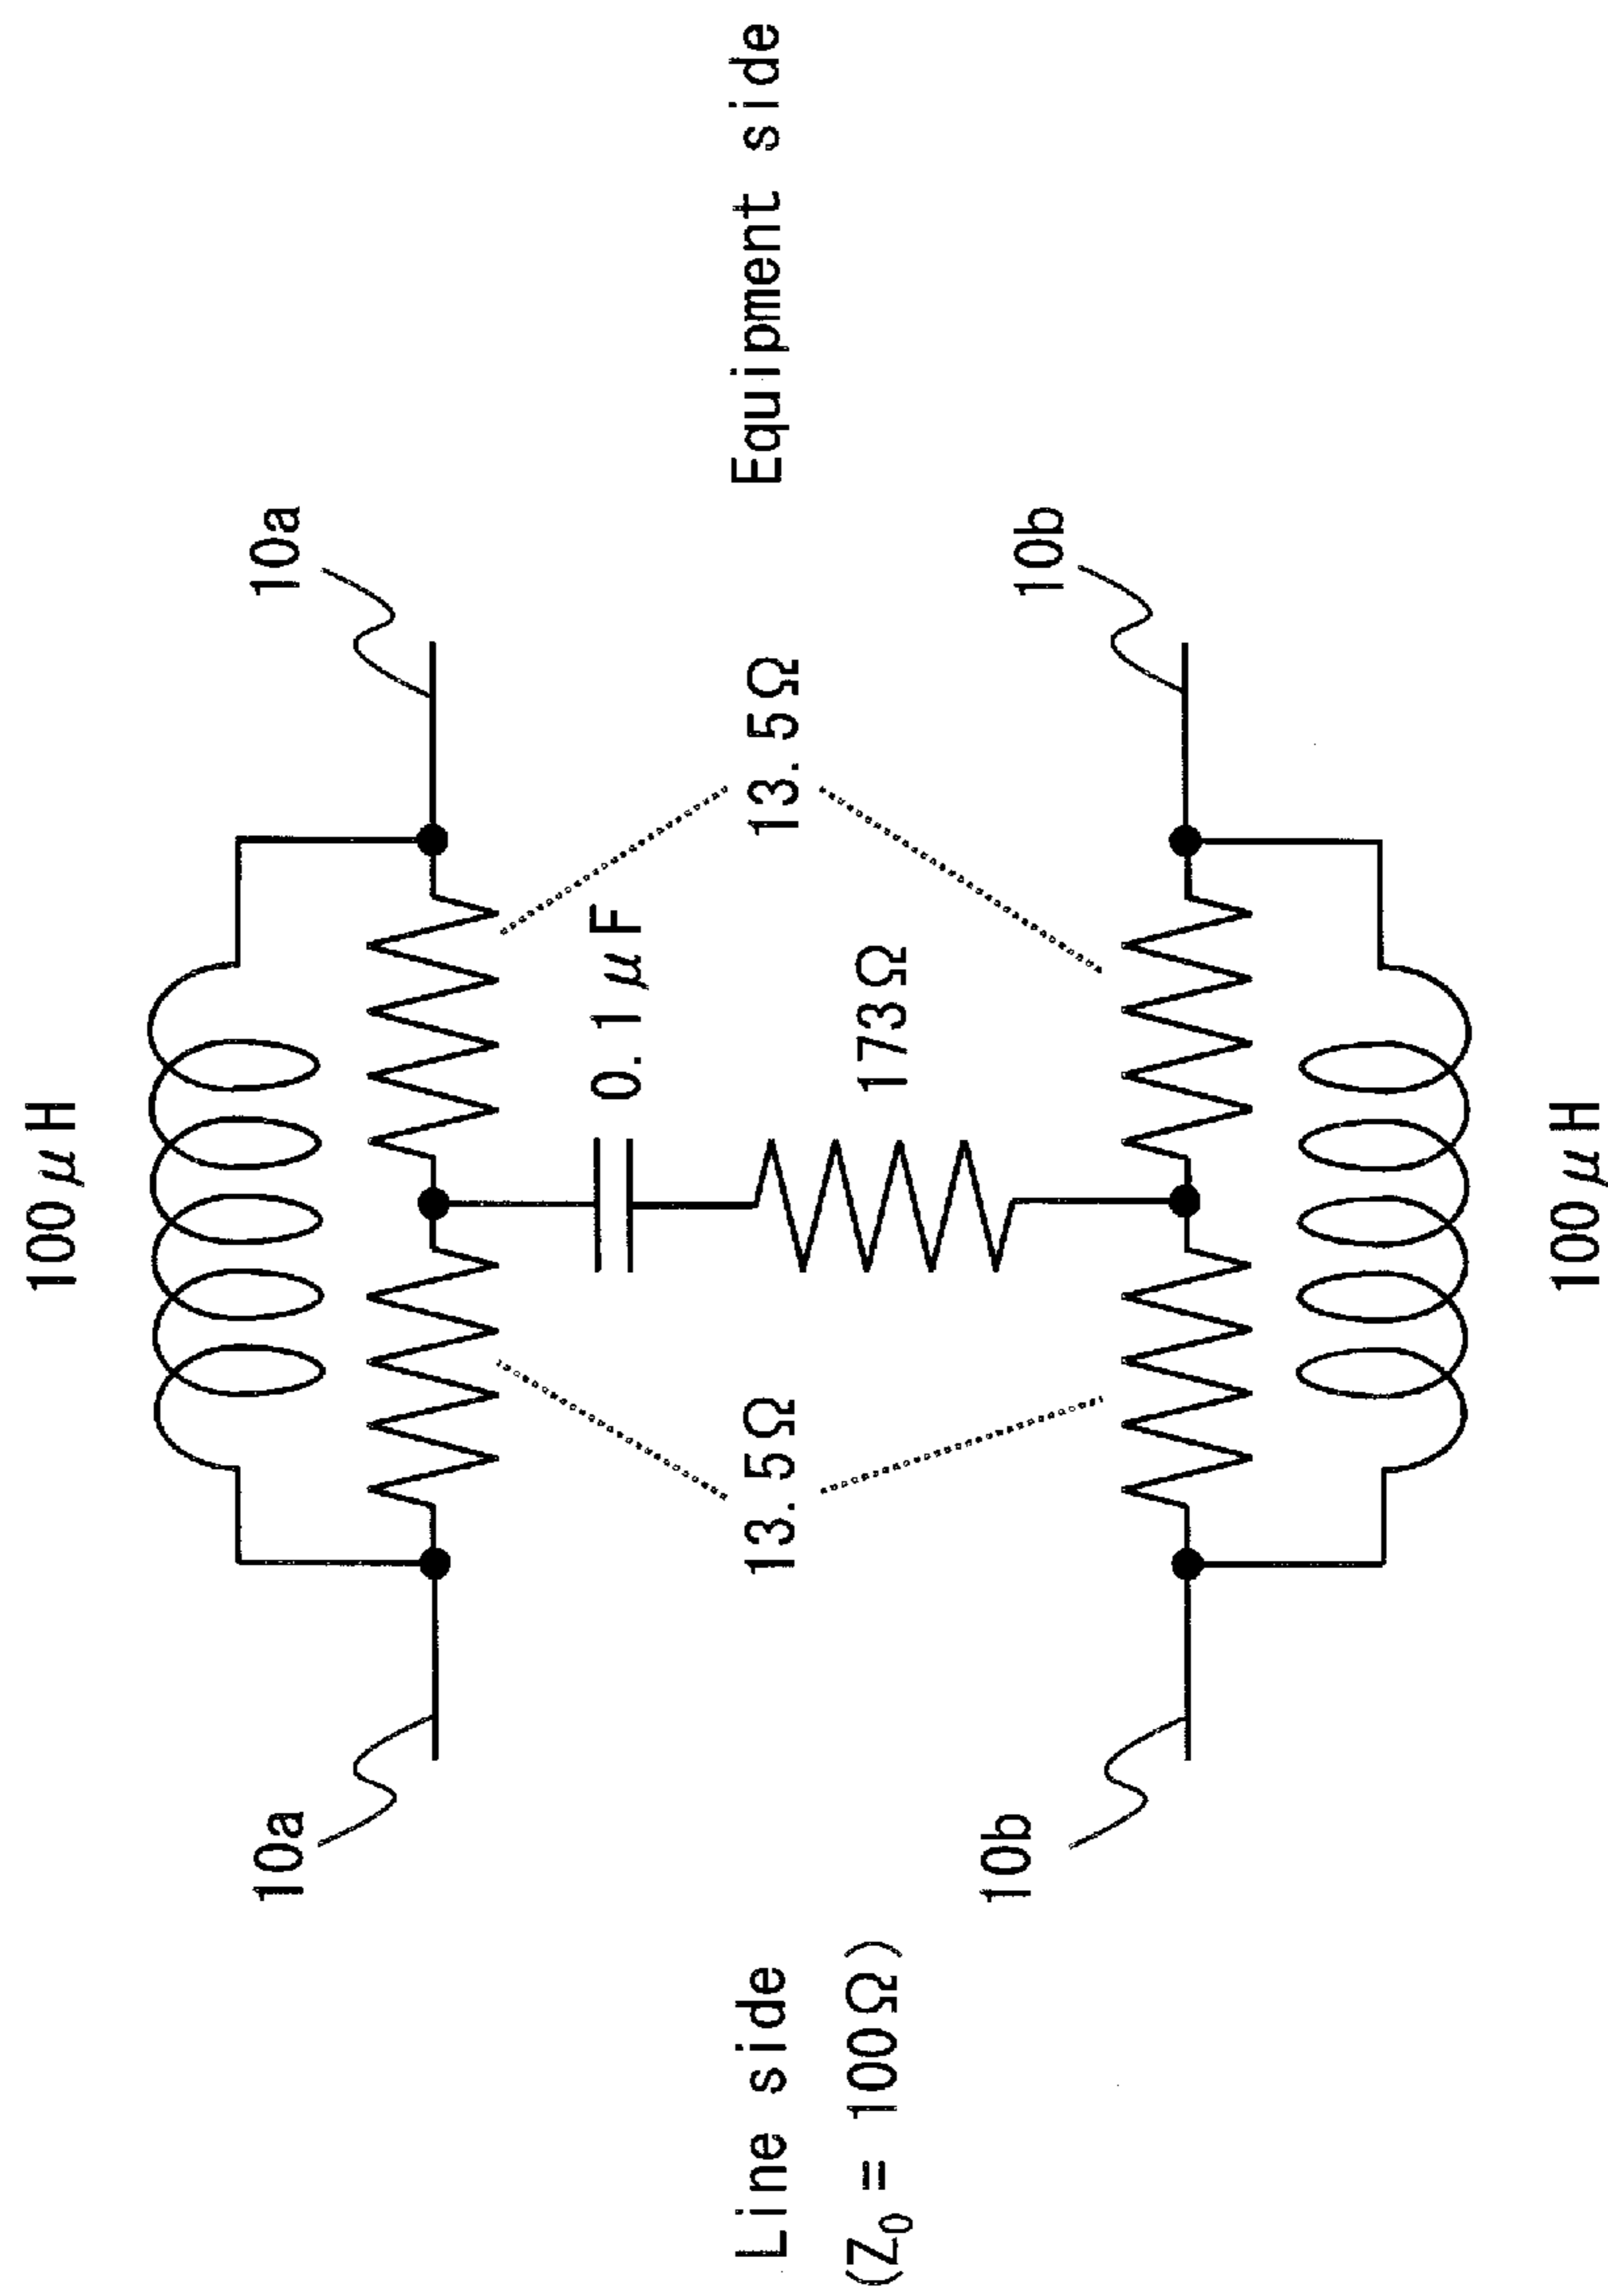 100μH
10a
10a
0.1μF
13.5Ω
13.5Ω
173Ω
Line side
(Z0 = 100Ω)
Equipment side
10b
10b
100μH